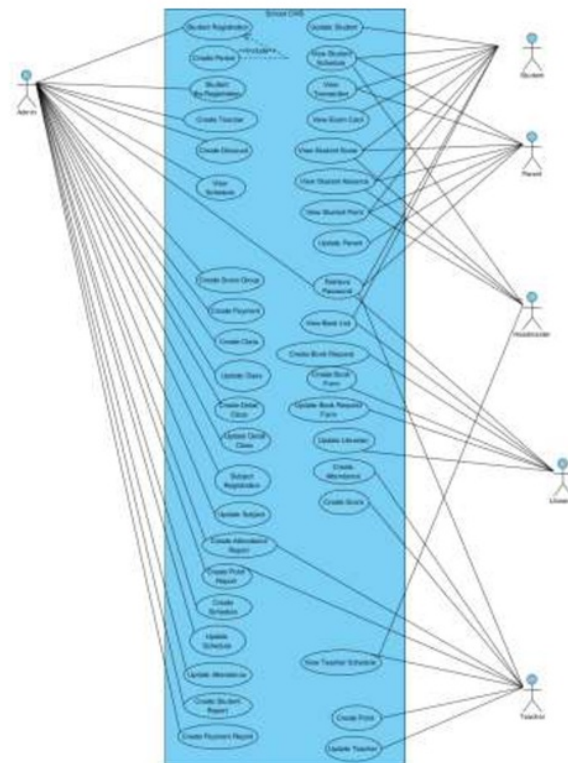 School CMS
Student Registration
Create Parent
<<Include>>
Student
Re-Registration
Create Teacher
Create Discount
View
Schedule
Create Score Group
Create Payment
Create Class
Update Class
Create Detail
Class
Update Detail
Class
Subject
Registration
Update Subject
Create Attendance
Report
Create Point
Report
Create
Schedule
Update
Schedule
Update Attendance
Create Student
Report
Create Payment Report
Update Student
View Student
Schedule
View
Transaction
View Exam Card
View Student Score
View Student Absence
View Student Point
Update Parent
Retrieve
Password
View Book List
Create Book Request
Create Book
Form
Update Book Request
Form
Update Librarian
Create
Attendance
Create Score
View Teacher Schedule
Create Point
Update Teacher
Admin
Student
Parent
Headmaster
Teacher